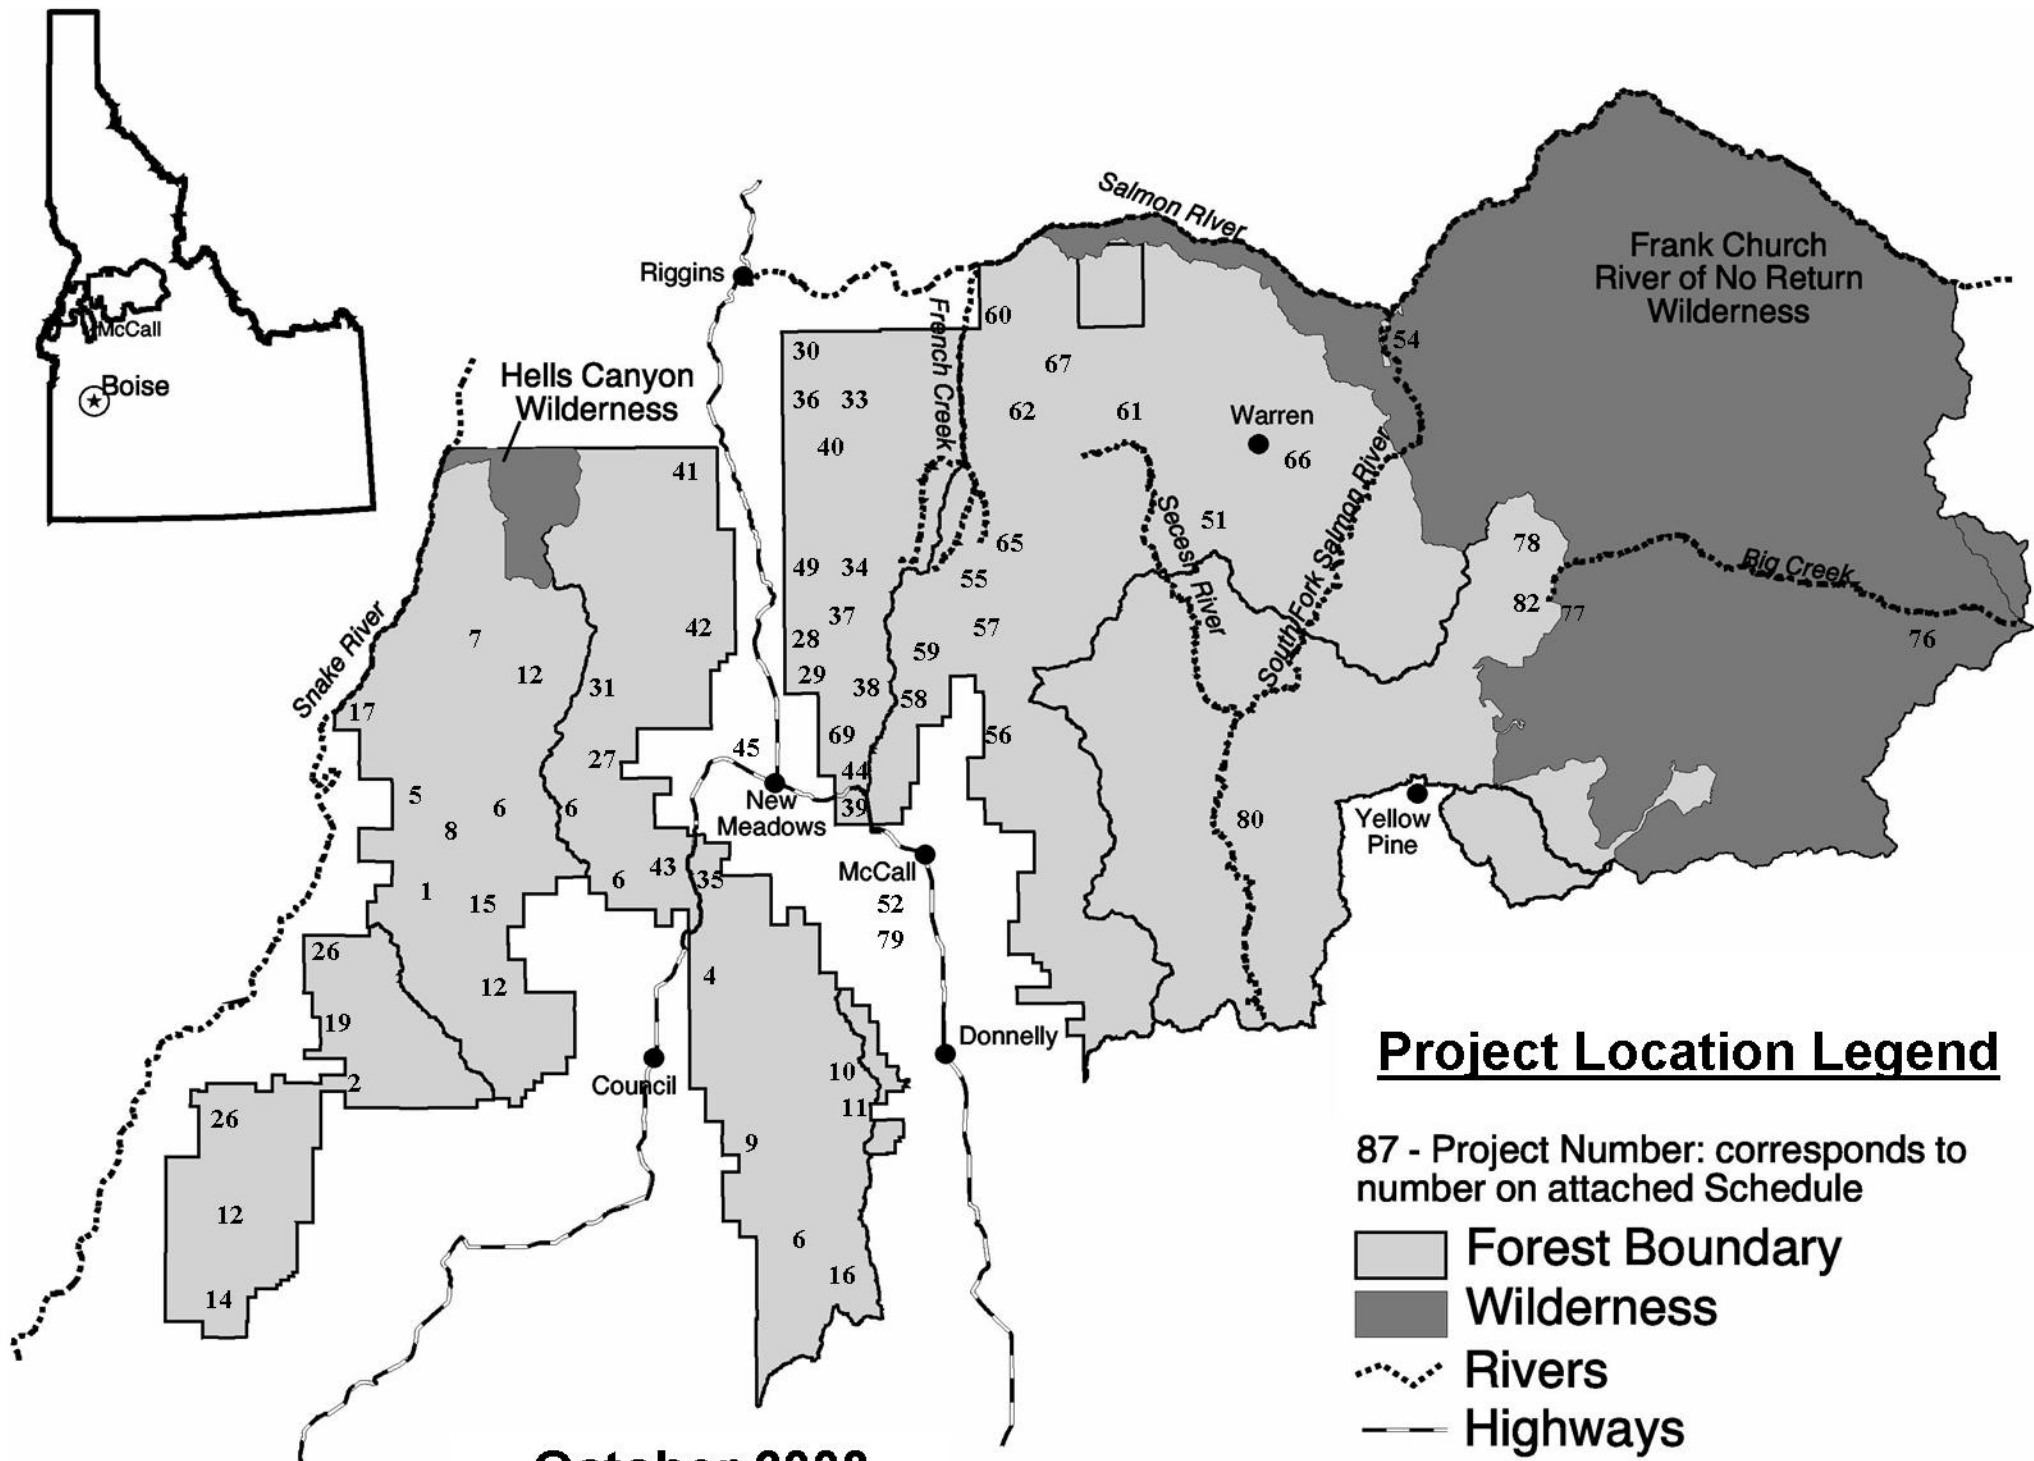 McCall
Boise
Salmon RIver
Frank Church
River of No Return
Wilderness
Riggins
French Creek
60
54
30
67
Hells Canyon
Wilderness
36
33
62
61
Warren
40
66
41
South Fork Salmon River
Secesh River
51
65
78
49
34
55
Big Creek
Snake River
37
82
77
7
42
28
57
76
59
12
31
29
38
58
17
69
56
45
27
44
5
6
6
New
Meadows
39
80
Yellow
Pine
8
McCall
1
15
6
43
35
52
79
26
4
12
19
Donnelly
Project Location Legend
2
Council
10
11
26
9
87 - Project Number: corresponds to
number on attached Schedule
12
6
Forest Boundary
14
16
Wilderness
Rivers
Highways
October